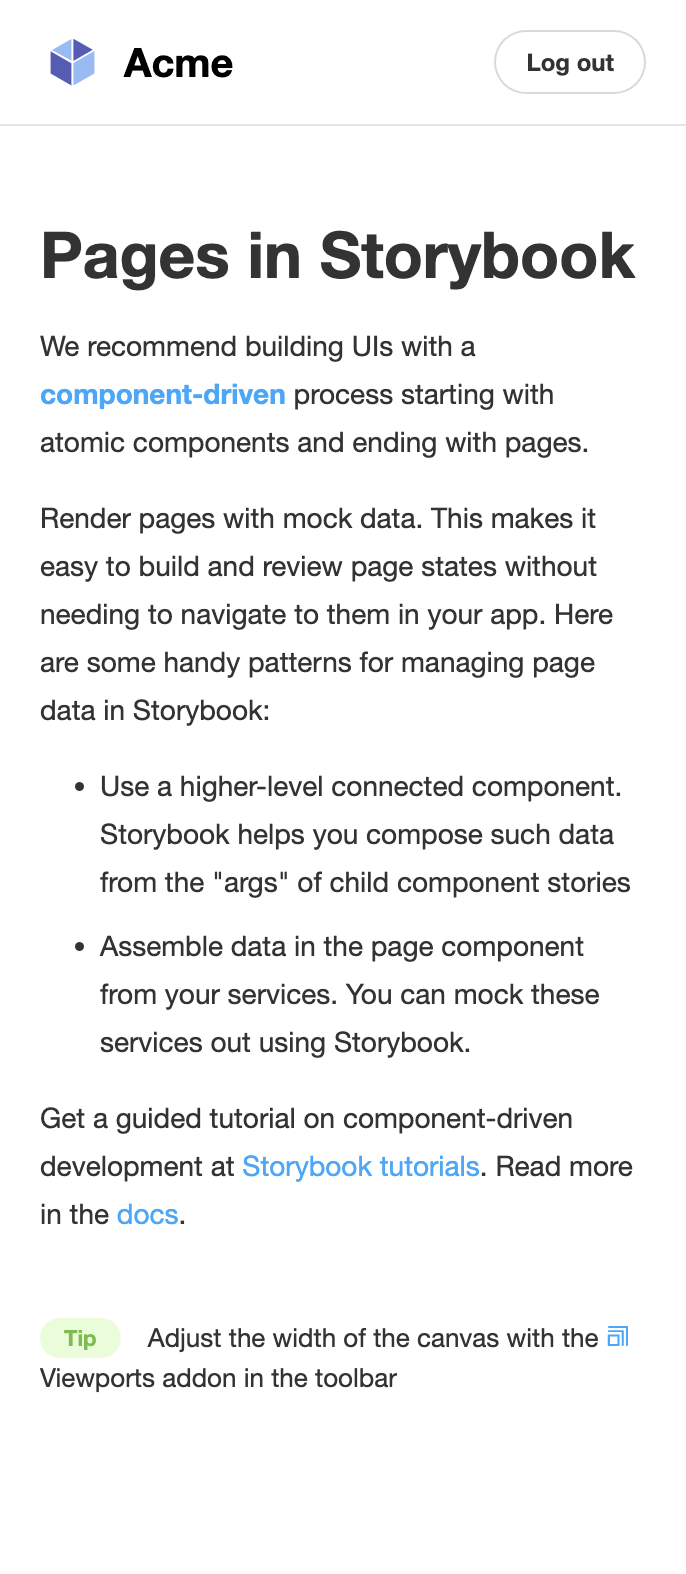 Acme
Log out
Pages in Storybook
We recommend building UIs with a
component-driven process starting with
atomic components and ending with pages.
Render pages with mock data. This makes it
easy to build and review page states without
needing to navigate to them in your app. Here
are some handy patterns for managing page
data in Storybook:
• Use a higher-level connected component.
Storybook helps you compose such data
from the "args" of child component stories
• Assemble data in the page component
from your services. You can mock these
services out using Storybook.
Get a guided tutorial on component-driven
development at Storybook tutorials. Read more
in the docs.
Tip Adjust the width of the canvas with the
Viewports addon in the toolbar